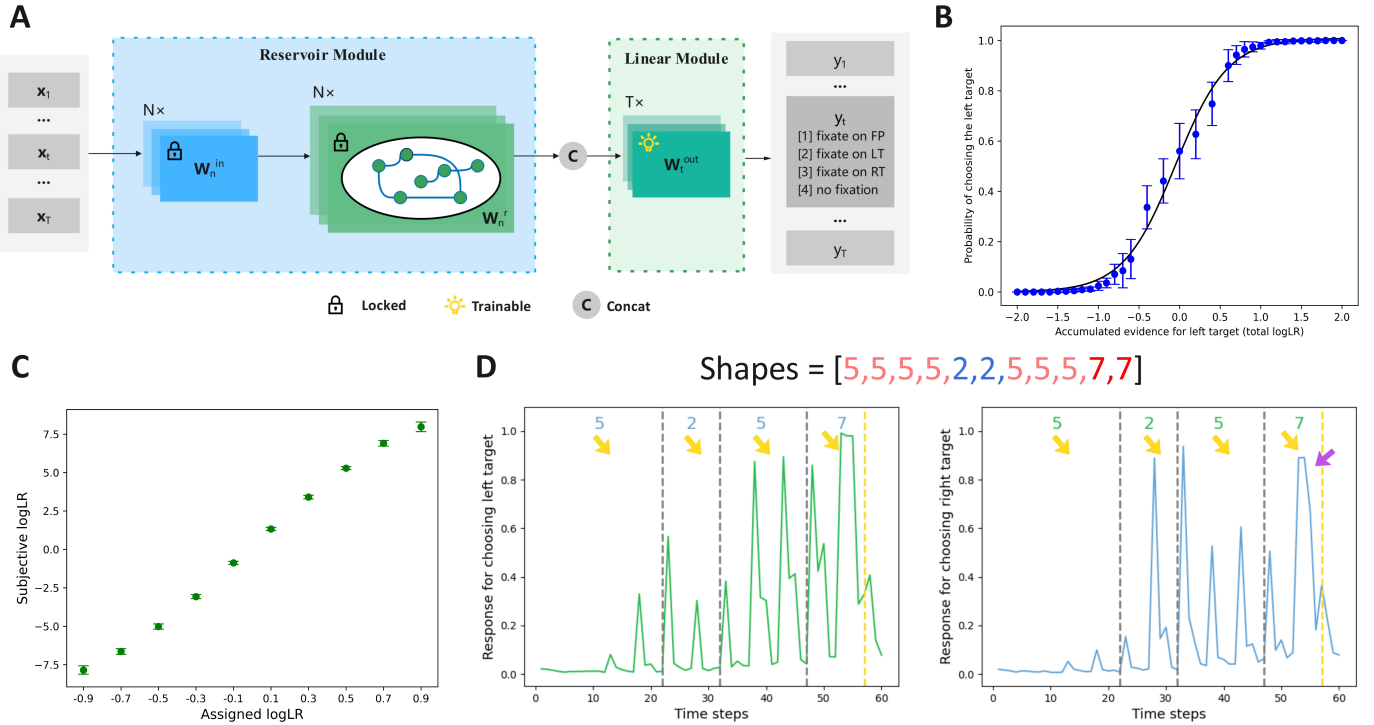 A
Reservoir Module
x1
...
xt
...
xT
N×
Wn in
N×
Wn r
C
Linear Module
T×
Wt out
y1
...
yt
[1] fixate on FP
[2] fixate on LT
[3] fixate on RT
[4] no fixation
...
yT
Locked
Trainable
C
Concat
B
Probability of choosing the left target
1.0
0.8
0.6
0.4
0.2
0.0
−2.0 −1.5 −1.0 −0.5 0.0 0.5 1.0 1.5 2.0
Accumulated evidence for left target (total logLR)
C
Subjective logLR
7.5
5.0
2.5
0.0
−2.5
−5.0
−7.5
-0.9 -0.7 -0.5 -0.3 -0.1 0.1 0.3 0.5 0.7 0.9
Assigned logLR
D
Shapes = [5,5,5,5,2,2,5,5,5,7,7]
Response for choosing left target
5 2 5 7
1.0
0.8
0.6
0.4
0.2
0.0
0 10 20 30 40 50 60
Time steps
Response for choosing right target
5 2 5 7
1.0
0.8
0.6
0.4
0.2
0.0
0 10 20 30 40 50 60
Time steps